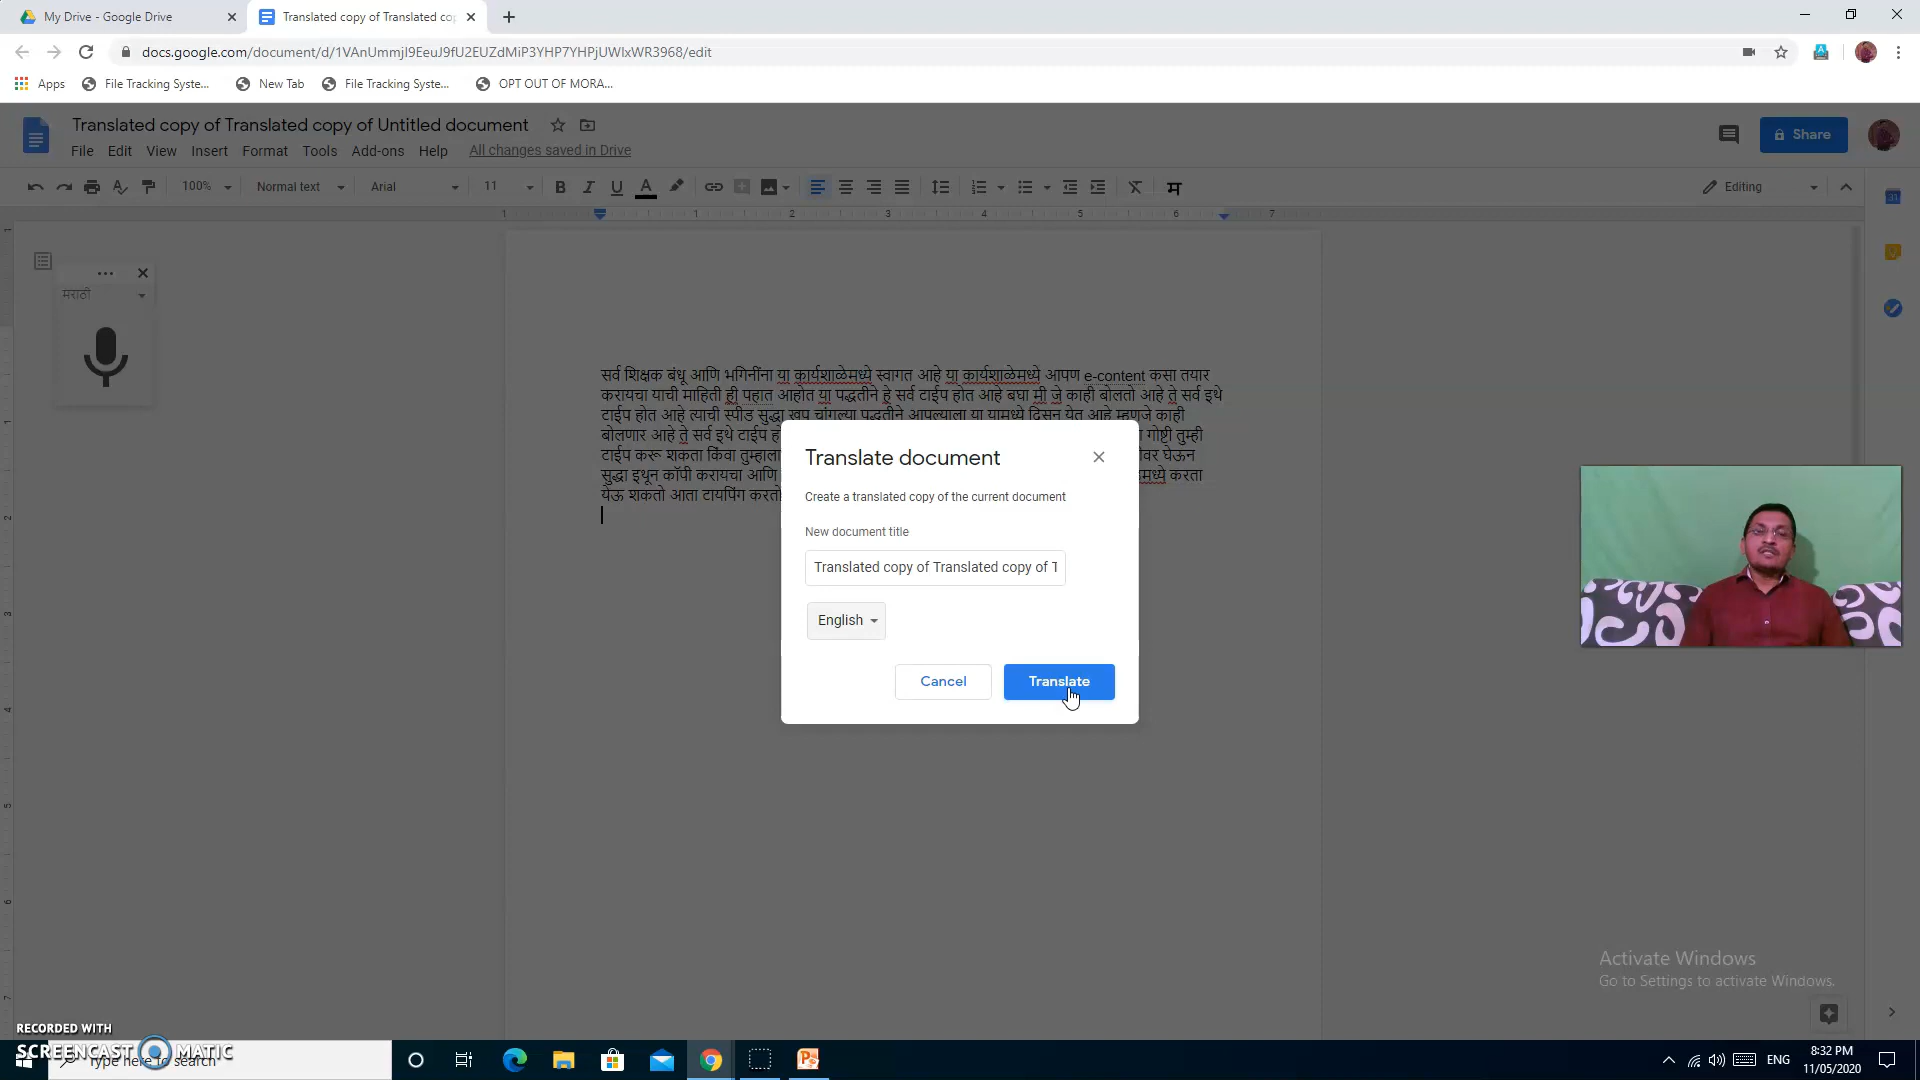 My Drive - Google Drive
Translated copy of Translated co
docs.google.com/document/d/1VAnUmmjI9EeuJ9fU2EUZdMiP3YHP7YHPjUWlxWR3968/edit
Apps File Tracking Syste... New Tab File Tracking Syste... OPT OUT OF MORA...
Translated copy of Translated copy of Untitled document
Share
File Edit View Insert Format Tools Add-ons Help All changes saved in Drive
100% Normal text Arial 11 B I U A Editing
1 1 2 3 4 5 6 7
मराठी
सर्व शिक्षक बंधू आणि भगिनींना या कार्यशाळेमध्ये स्वागत आहे या कार्यशाळेमध्ये आपण e-content कसा तयार
करायचा याची माहिती ही पहात आहोत या पद्धतीने हे सर्व टाईप होत आहे बघा मी जे काही बोलतो आहे ते सर्व इथे
टाईप होत आहे त्याची स्पीड सुद्धा खूप चांगल्या पद्धतीने आपल्याला या यामध्ये दिसून येत आहे म्हणजे काही
बोलणार आहे ते सर्व इथे टाईप गोष्टी तुम्ही
टाईप करू शकता किंवा तुम्हाला घेऊन
सुद्धा इथून कॉपी करायचा आणि करता
येऊ शकतो आता टायपिंग करतो
Translate document
Create a translated copy of the current document
New document title
Translated copy of Translated copy of T
English
Cancel Translate
Activate Windows
Go to Settings to activate Windows.
RECORDED WITH
SCREENCAST MATIC
Type here to search
ENG
8:32 PM
11/05/2020